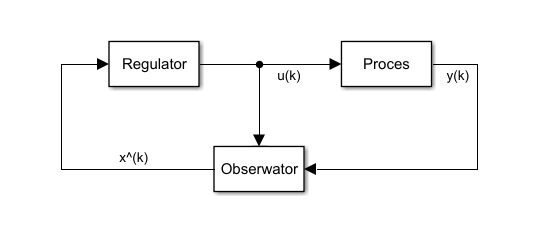 Regulator
Proces
u(k)
y(k)
x^(k)
Obserwator